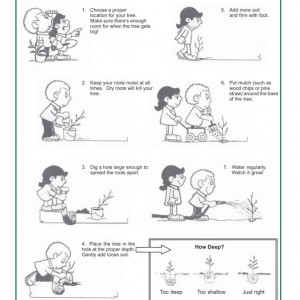 1. Choose a proper
location for your tree.
Make sure there's enough
room for when the tree gets
big!
2. Keep your roots moist at all
times. Dry roots will kill your
tree.
3. Dig a hole large enough to
spread the roots apart.
4. Place the tree in the
hole at the proper depth.
Gently add loose soil.
5. Add more soil
and firm with foot.
6. Put mulch (such as
wood chips or pine
straw) around the base
of the tree.
7. Water regularly.
Watch it grow!
How Deep?
Too deep Too shallow Just right